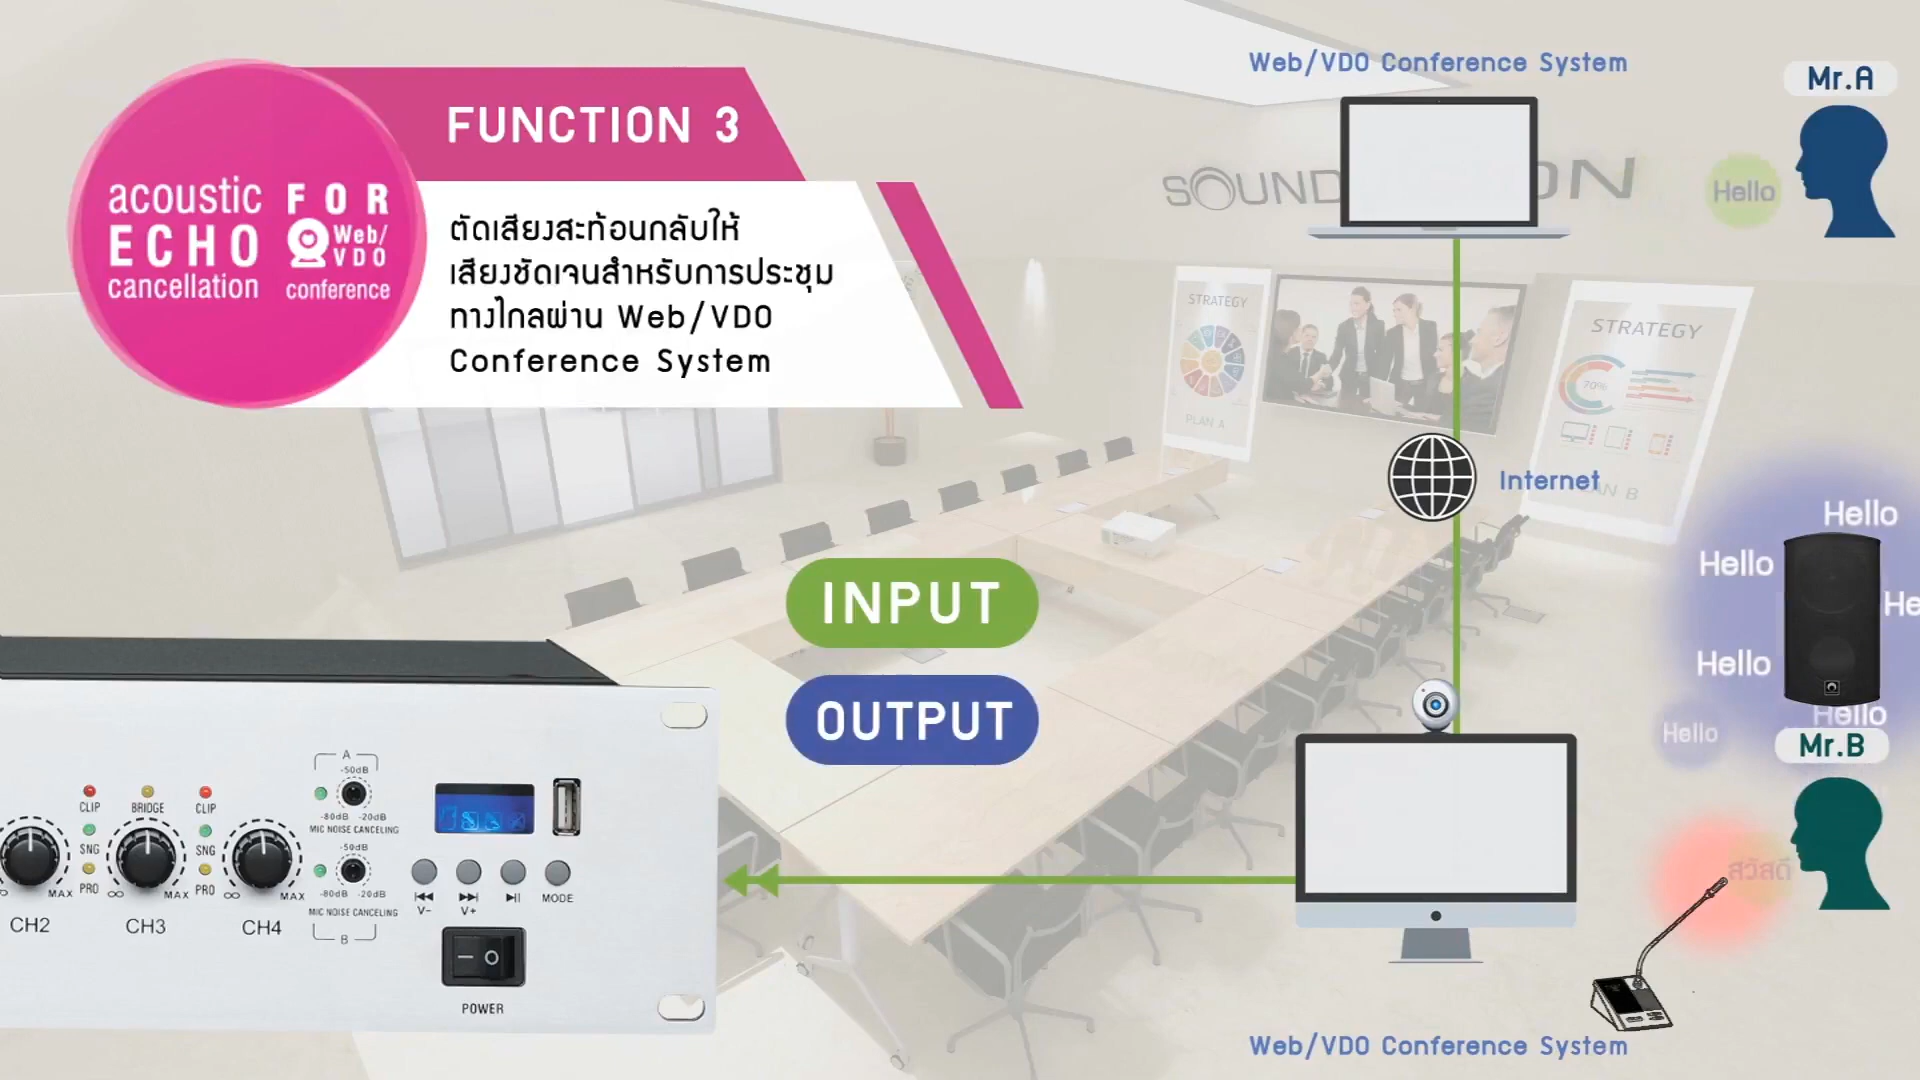 FUNCTION 3
acoustic
ECHO
cancellation
FOR
Web/
VDO
conference
ตัดเสียงสะท้อนกลับให้
เสียงชัดเจนสำหรับการประชุม
ทางไกลผ่าน Web/VDO
Conference System
Web/VDO Conference System
Mr.A
Hello
STRATEGY
PLAN A
STRATEGY
70%
Internet
Hello
Hello
Hello
Hello
Hello
Mr.B
สวัสดี
INPUT
OUTPUT
A
-50dB
-80dB -20dB
MIC NOISE CANCELING
-50dB
-80dB -20dB
MIC NOISE CANCELING
B
CLIP
SNG
PRO
BRIDGE
CLIP
SNG
PRO
MAX
∞ MAX
∞ MAX
CH2
CH3
CH4
V-
V+
MODE
POWER
Web/VDO Conference System